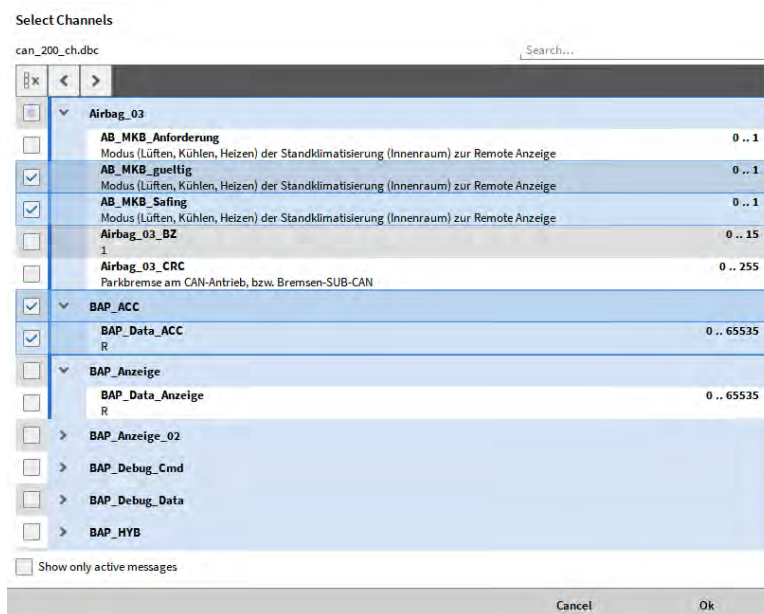 Select Channels
can_200_ch.dbc
Search...
Airbag_03
AB_MKB_Anforderung 0 .. 1
Modus (Lüften, Kühlen, Heizen) der Standklimatisierung (Innenraum) zur Remote Anzeige
AB_MKB_gueltig 0 .. 1
Modus (Lüften, Kühlen, Heizen) der Standklimatisierung (Innenraum) zur Remote Anzeige
AB_MKB_Safing 0 .. 1
Modus (Lüften, Kühlen, Heizen) der Standklimatisierung (Innenraum) zur Remote Anzeige
Airbag_03_BZ 0 .. 15
1
Airbag_03_CRC 0 .. 255
Parkbremse am CAN-Antrieb, bzw. Bremsen-SUB-CAN
BAP_ACC
BAP_Data_ACC 0 .. 65535
R
BAP_Anzeige
BAP_Data_Anzeige 0 .. 65535
R
BAP_Anzeige_02
BAP_Debug_Cmd
BAP_Debug_Data
BAP_HYB
Show only active messages
Cancel Ok